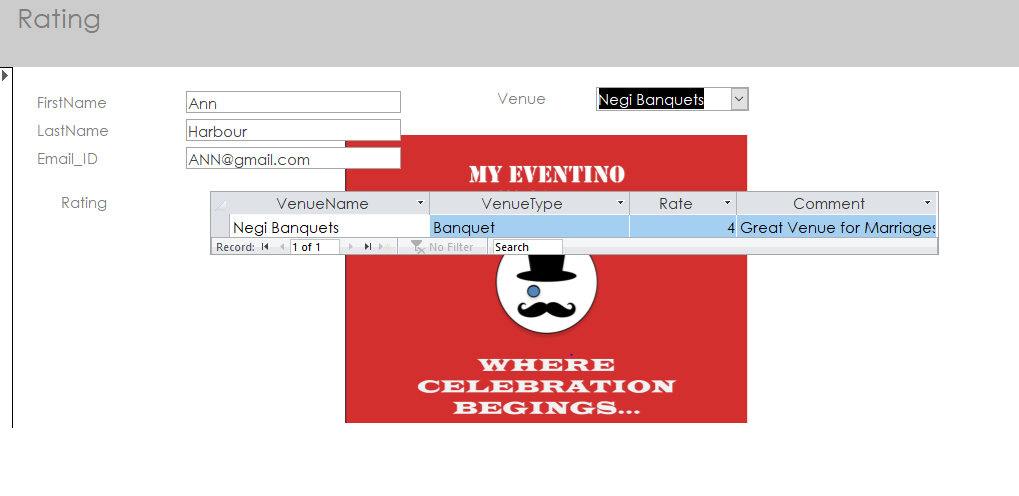 Rating
FirstName Ann Venue Negi Banquets
LastName Harbour
Email_ID ANN@gmail.com
MY EVENTINO
Rating VenueName VenueType Rate Comment
Negi Banquets Banquet 4 Great Venue for Marriages
Record: 1 of 1 No Filter Search
WHERE
CELEBRATION
BEGINGS...